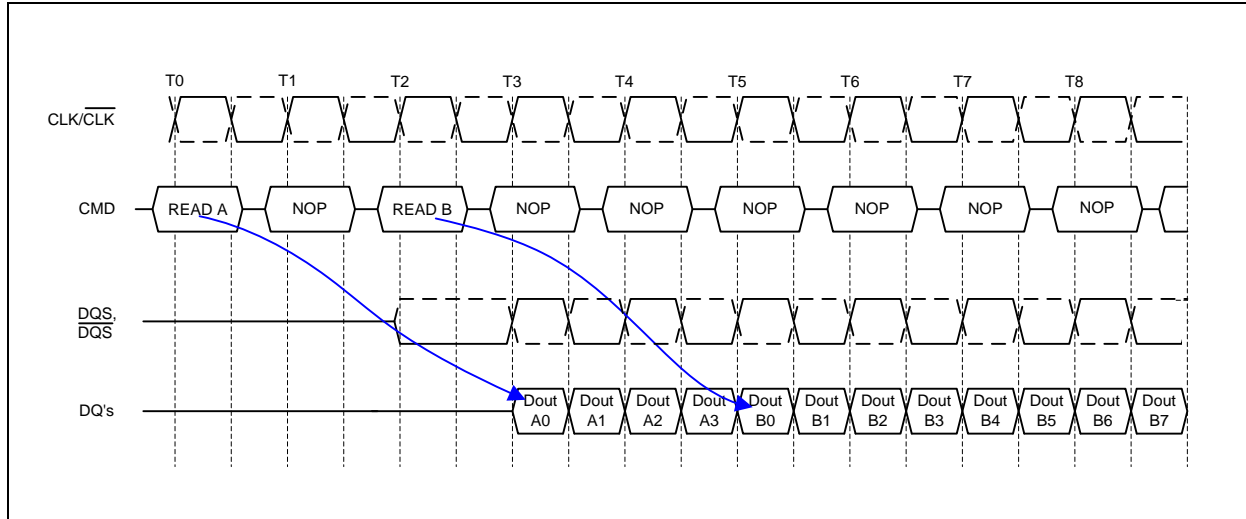 T0 T1 T2 T3 T4 T5 T6 T7 T8
CLK/CLK
CMD READ A NOP READ B NOP NOP NOP NOP NOP NOP
DQS,
DQS
DQ's
Dout Dout Dout Dout Dout Dout Dout Dout Dout Dout Dout Dout
A0 A1 A2 A3 B0 B1 B2 B3 B4 B5 B6 B7